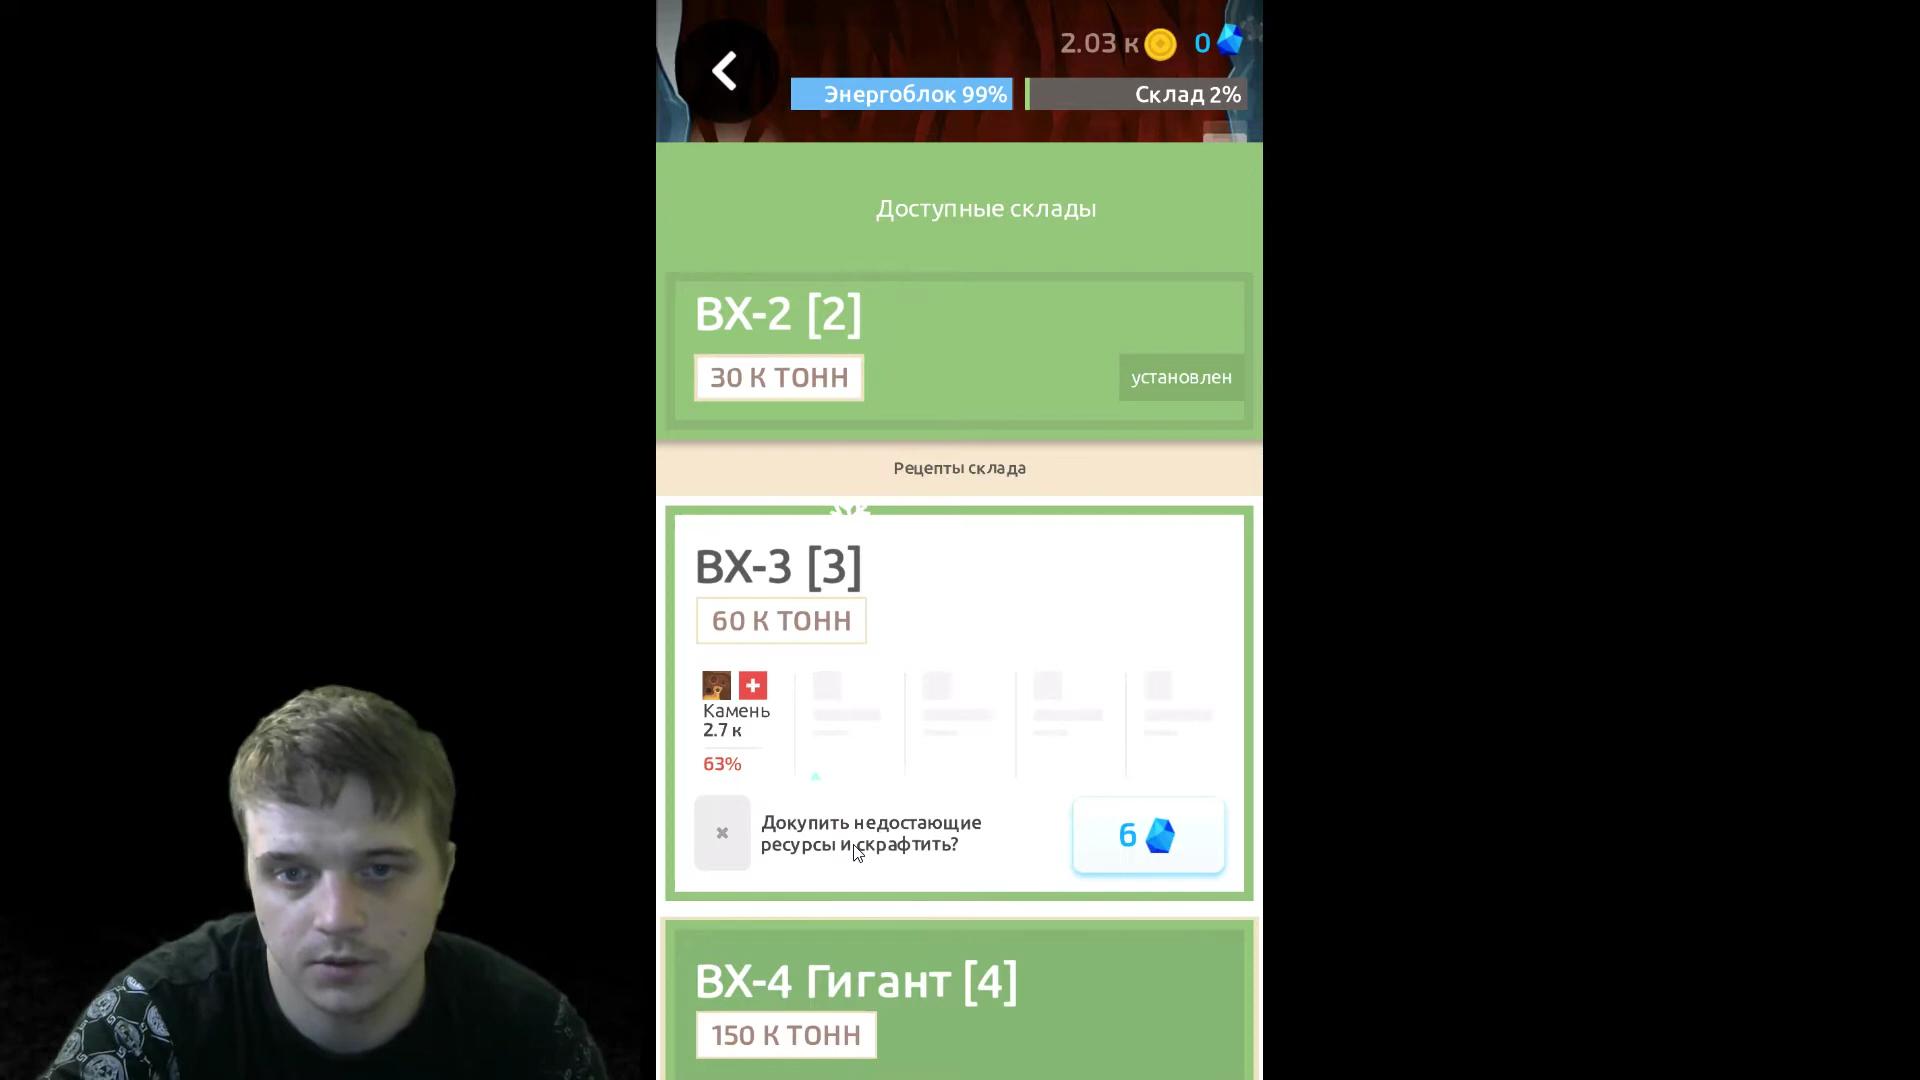 2.03 к 0
Энергоблок 99% Склад 2%
Доступные склады
ВХ-2 [2]
30 К ТОНН
установлен
Рецепты склада
ВХ-3 [3]
60 К ТОНН
Камень
2.7 к
63%
Докупить недостающие
ресурсы и скрафтить?
6
ВХ-4 Гигант [4]
150 К ТОНН